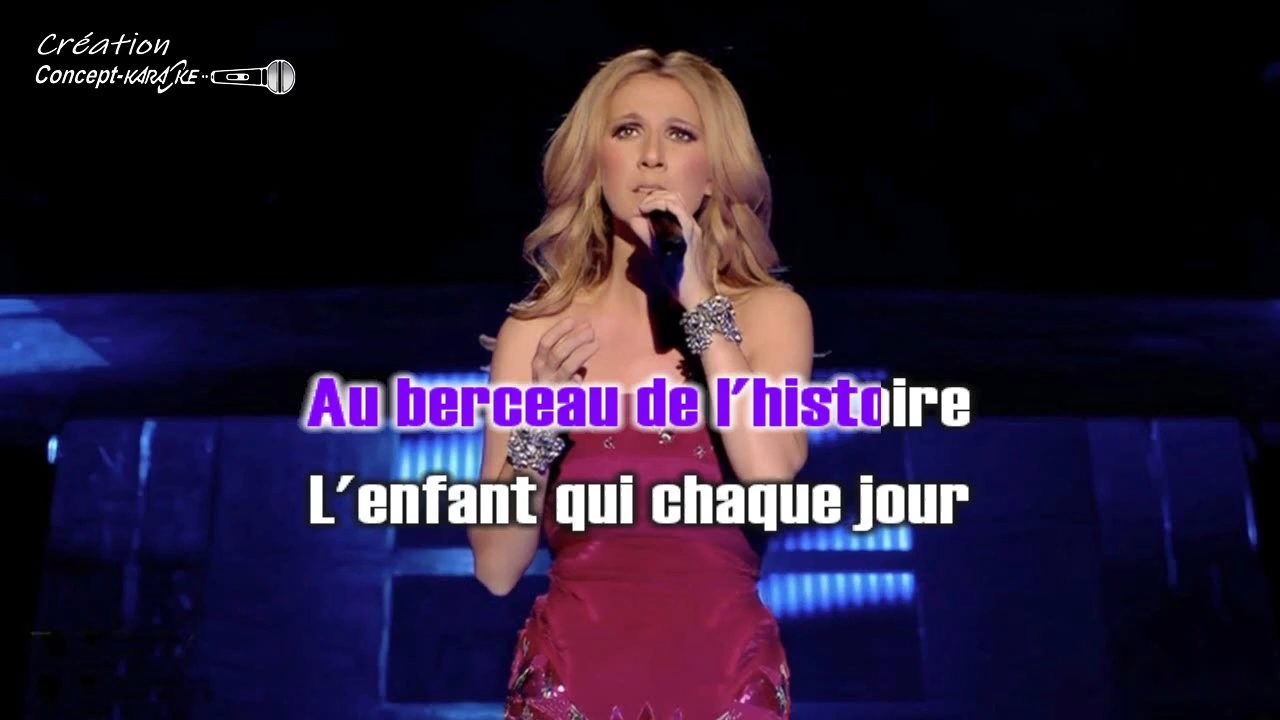 Création
Concept-KARAOKE
Au berceau de l'histoire
L'enfant qui chaque jour